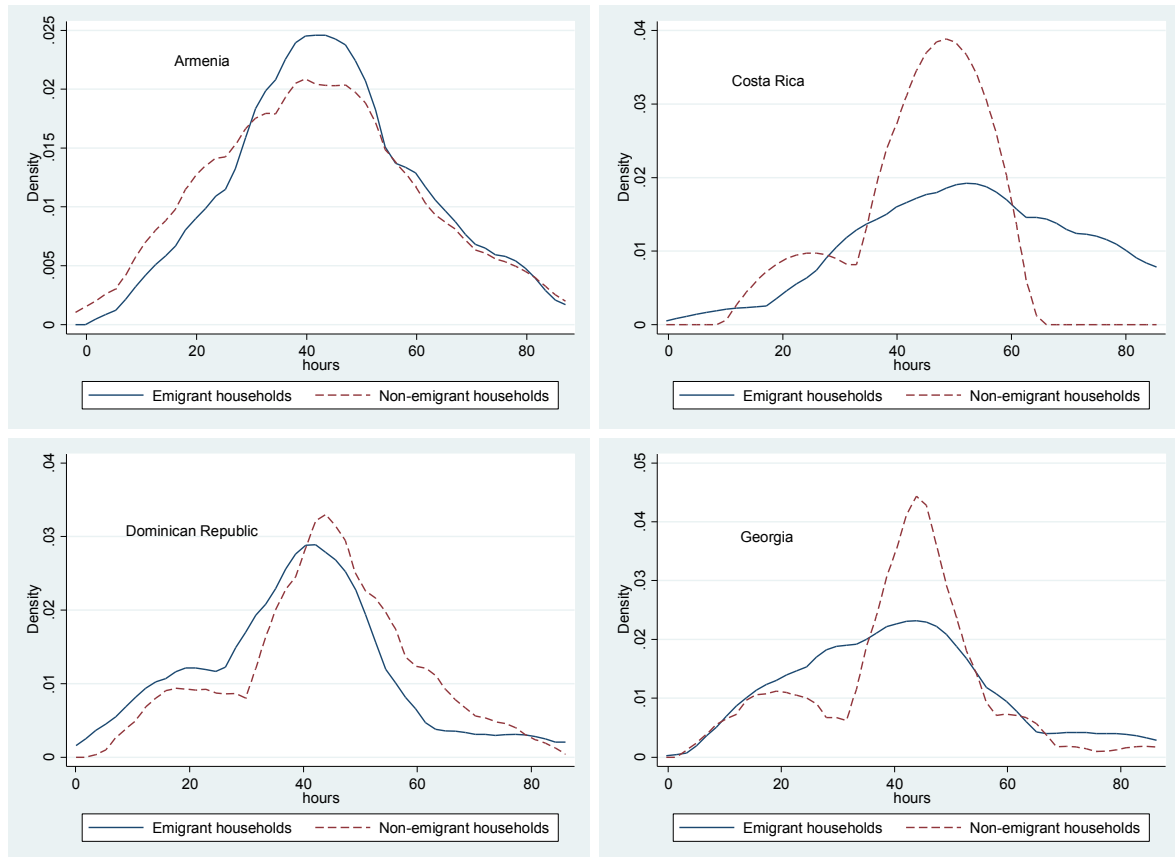 Armenia
Density
0 .005 .01 .015 .02 .025
0 20 40 60 80
hours
Emigrant households Non-emigrant households
Costa Rica
Density
0 .01 .02 .03 .04
0 20 40 60 80
hours
Emigrant households Non-emigrant households
Dominican Republic
Density
0 .01 .02 .03 .04
0 20 40 60 80
hours
Emigrant households Non-emigrant households
Georgia
Density
0 .01 .02 .03 .04 .05
0 20 40 60 80
hours
Emigrant households Non-emigrant households